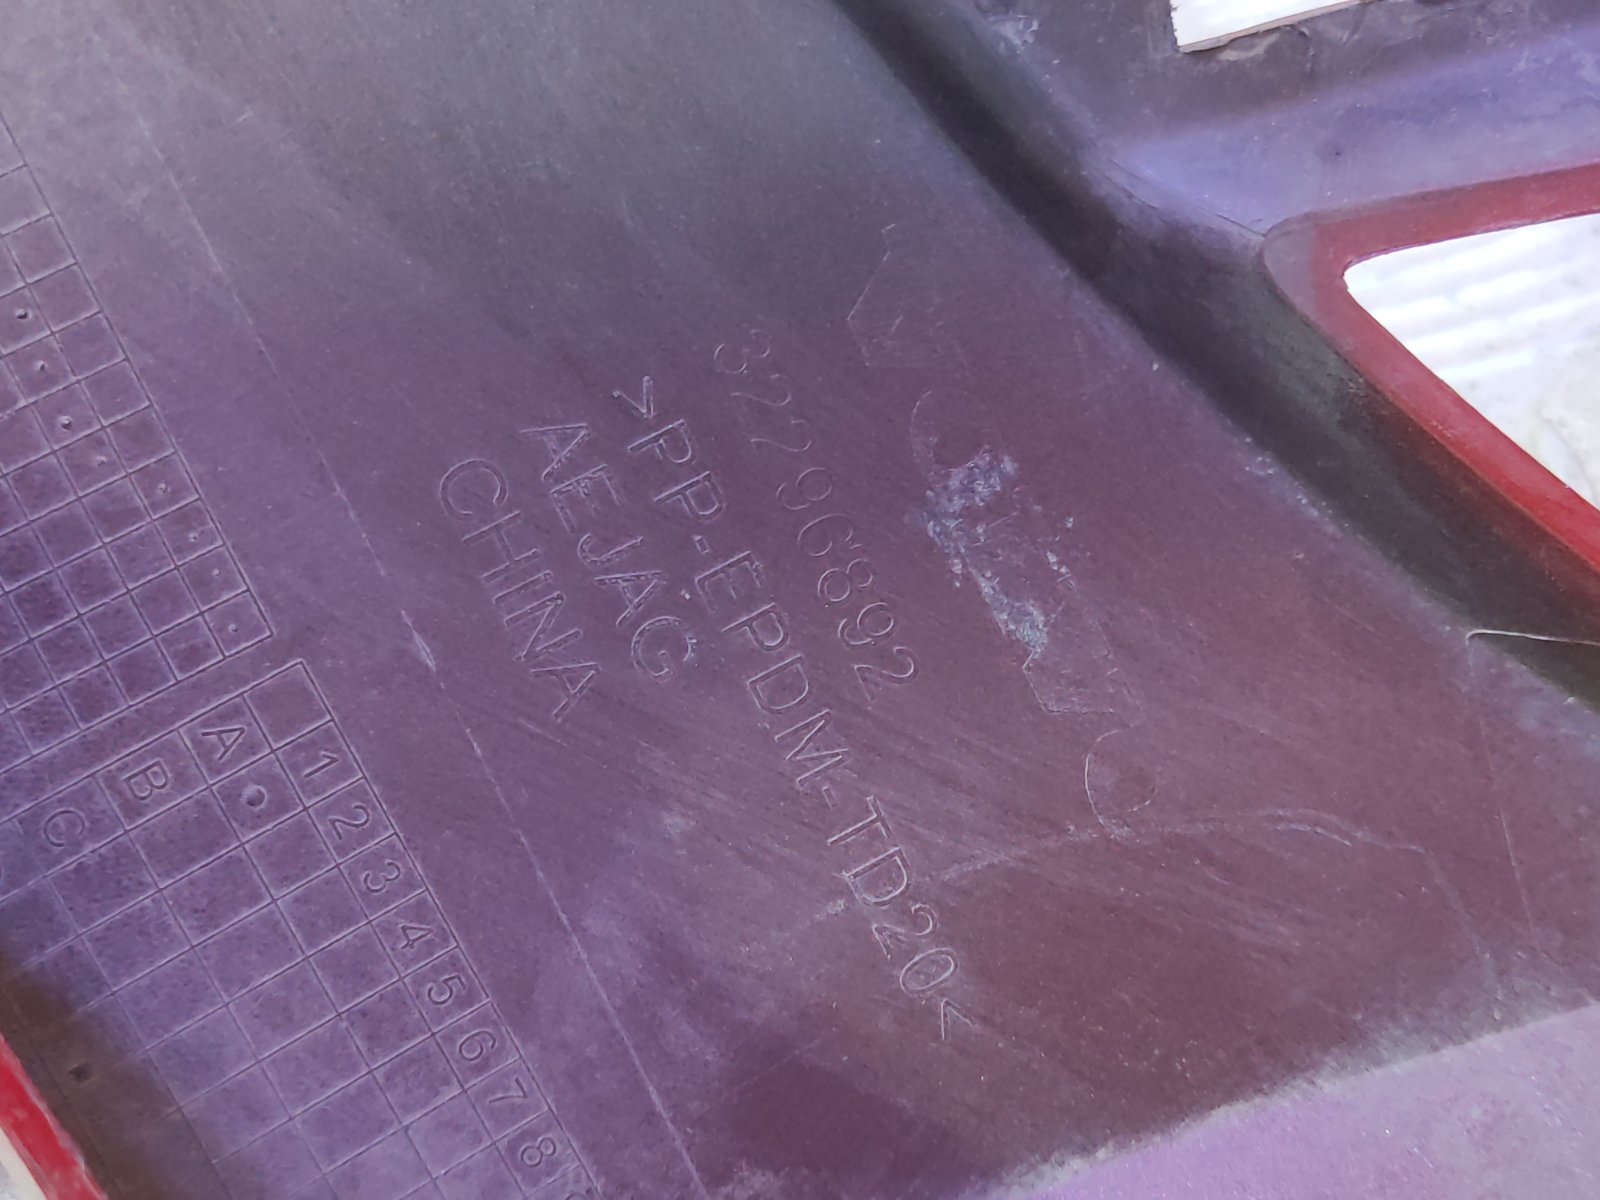 32296892
>PP-EPDM-TD20<
AEJAG
CHINA
1 2 3 4 5 6 7 8
A
B
C